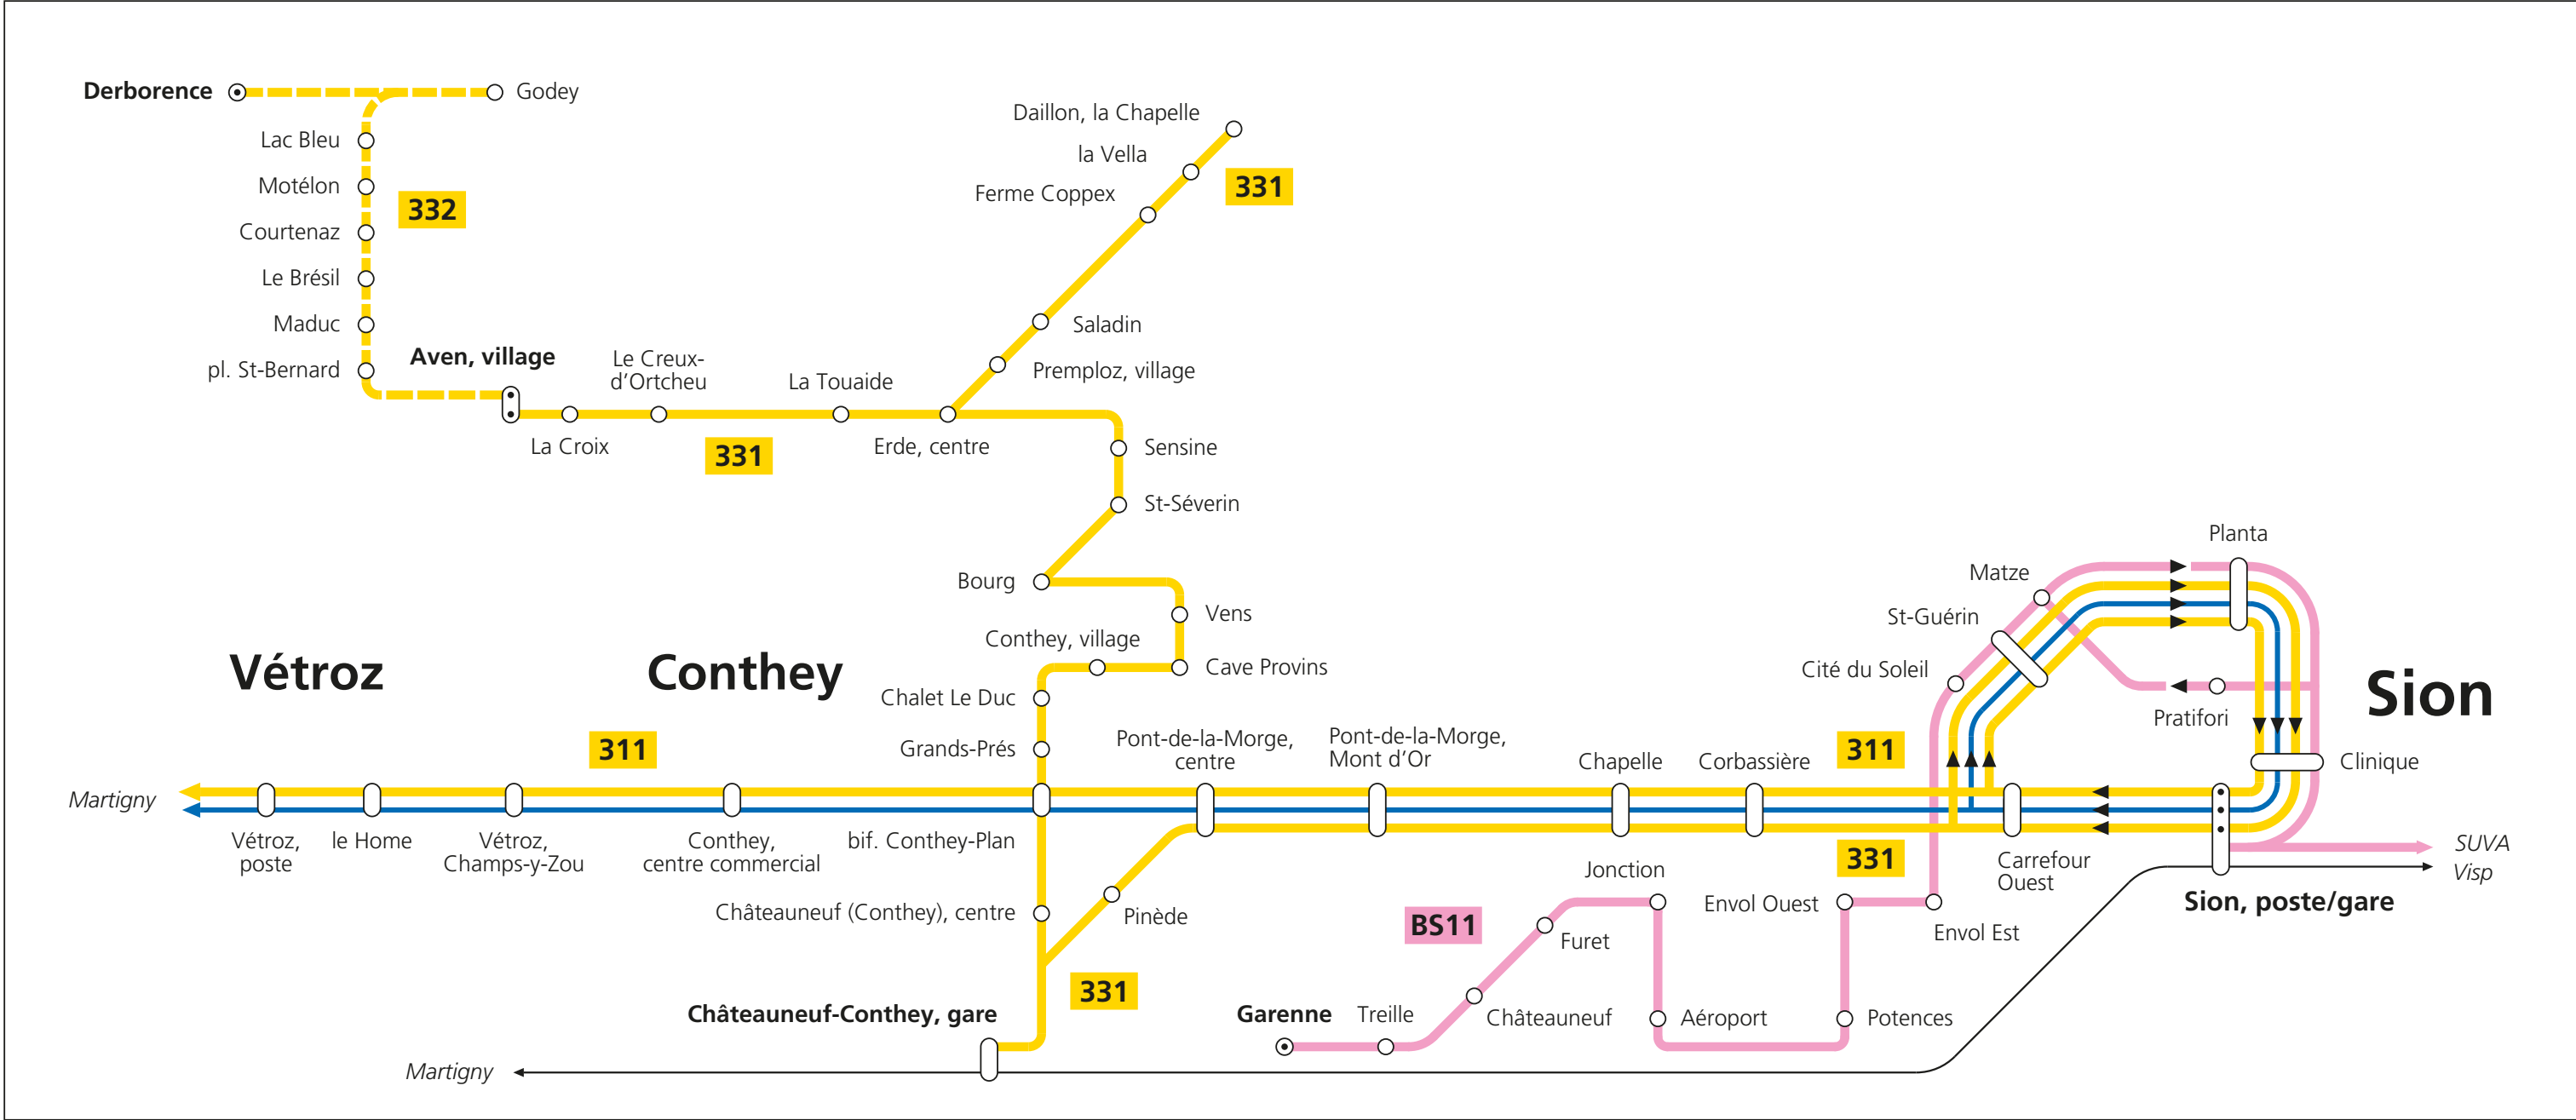 Derborence
Godey
Lac Bleu
Motélon
332
Courtenaz
Le Brésil
Maduc
pl. St-Bernard
Aven, village
Le Creux-
d'Ortcheu
La Touaide
La Croix
331
Erde, centre
Daillon, la Chapelle
la Vella
331
Ferme Coppex
Saladin
Premploz, village
Sensine
St-Séverin
Bourg
Vens
Conthey, village
Cave Provins
Chalet Le Duc
Grands-Prés
Vétroz
Conthey
Sion
311
Martigny
Vétroz,
poste
le Home
Vétroz,
Champs-y-Zou
Conthey,
centre commercial
bif. Conthey-Plan
Pont-de-la-Morge,
centre
Pont-de-la-Morge,
Mont d'Or
Chapelle
Corbassière
311
Planta
Matze
St-Guérin
Cité du Soleil
Pratifori
Clinique
331
Carrefour
Ouest
SUVA
Visp
Sion, poste/gare
Châteauneuf (Conthey), centre
Pinède
331
Châteauneuf-Conthey, gare
Martigny
BS11
Garenne
Treille
Châteauneuf
Furet
Jonction
Aéroport
Envol Ouest
Potences
Envol Est